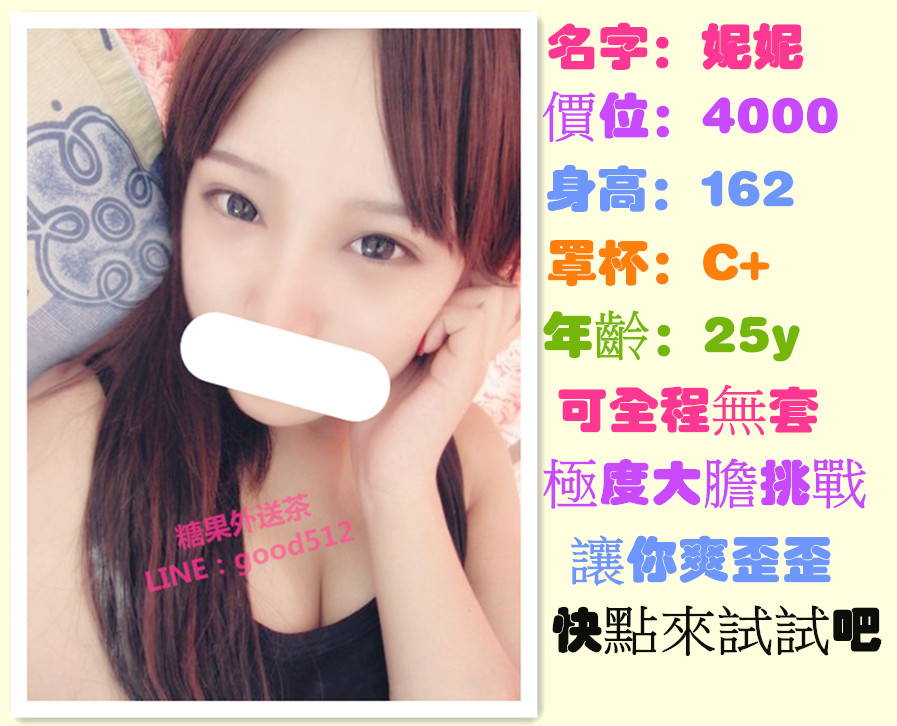 名字：妮妮
價位：4000
身高：162
罩杯：C+
年齡：25y
可全程無套
極度大膽挑戰
讓你爽歪歪
快點來試試吧
糖果外送茶
LINE：good512